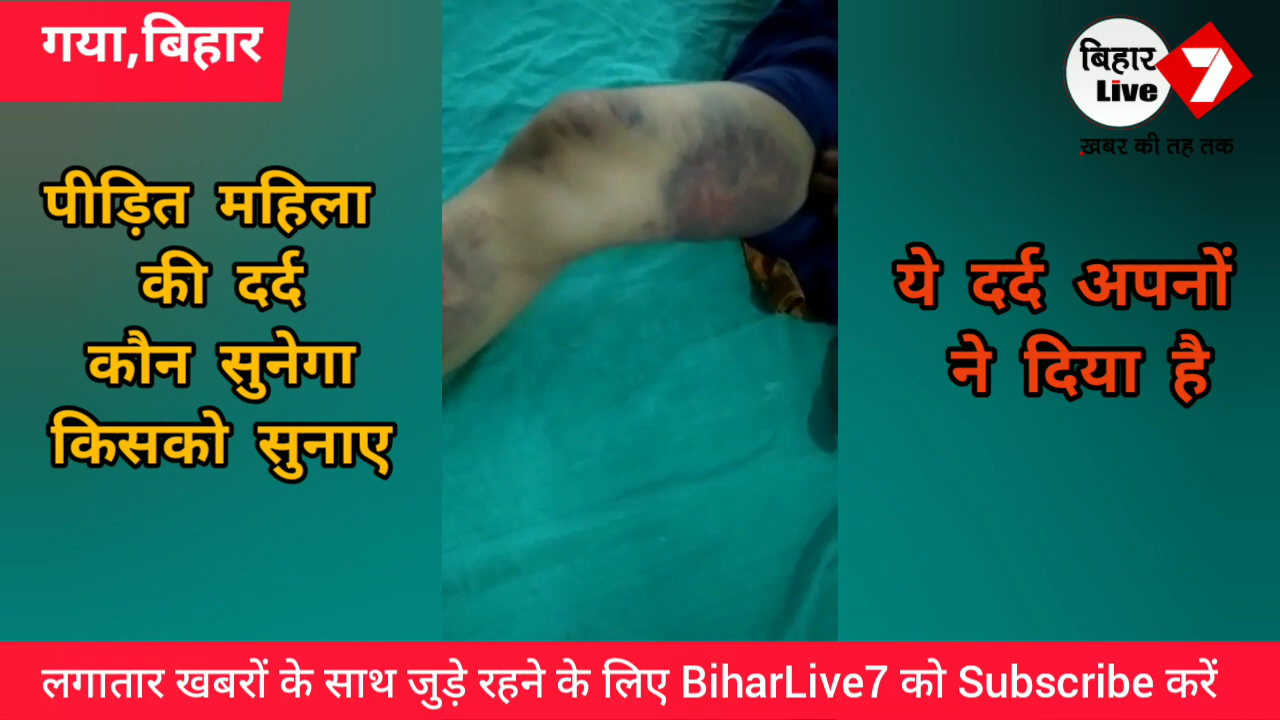 गया,बिहार
बिहार
Live
7
ख़बर की तह तक
पीड़ित महिला
की दर्द
कौन सुनेगा
किसको सुनाए
ये दर्द अपनों
ने दिया है
लगातार खबरों के साथ जुड़े रहने के लिए BiharLive7 को Subscribe करें